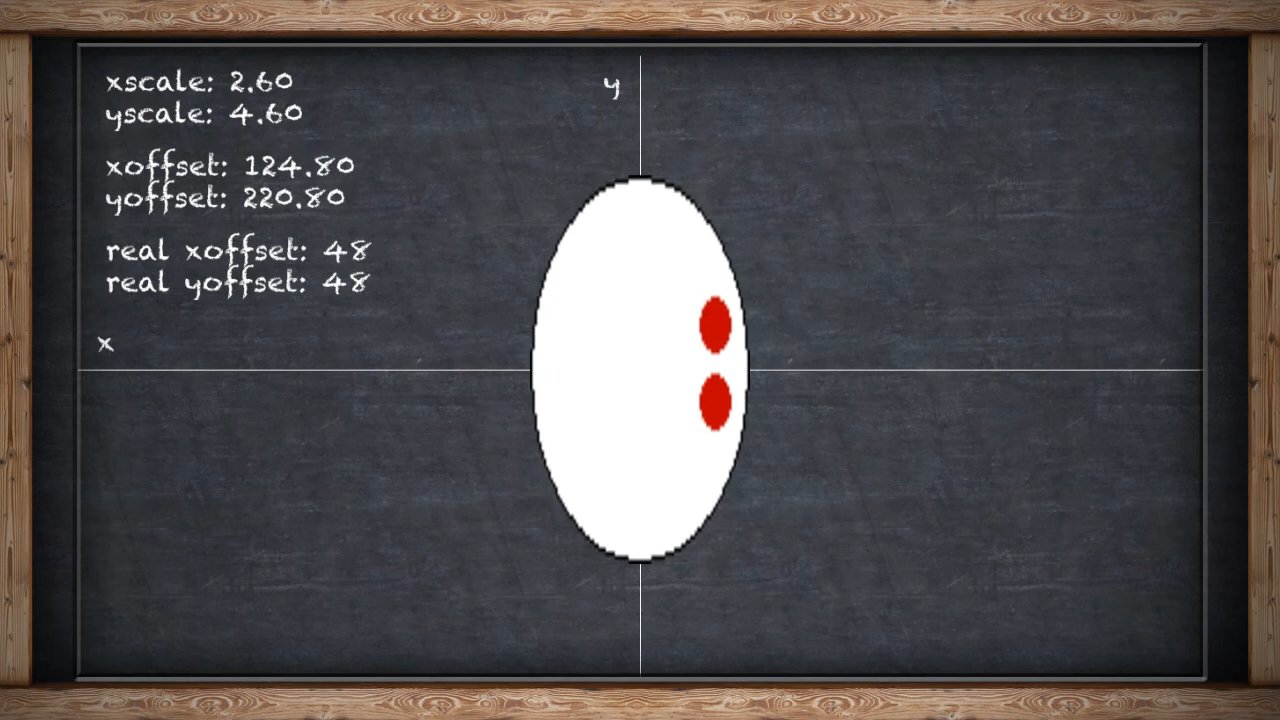 xscale: 2.60
yscale: 4.60
xoffset: 124.80
yoffset: 220.80
real xoffset: 48
real yoffset: 48
y
x